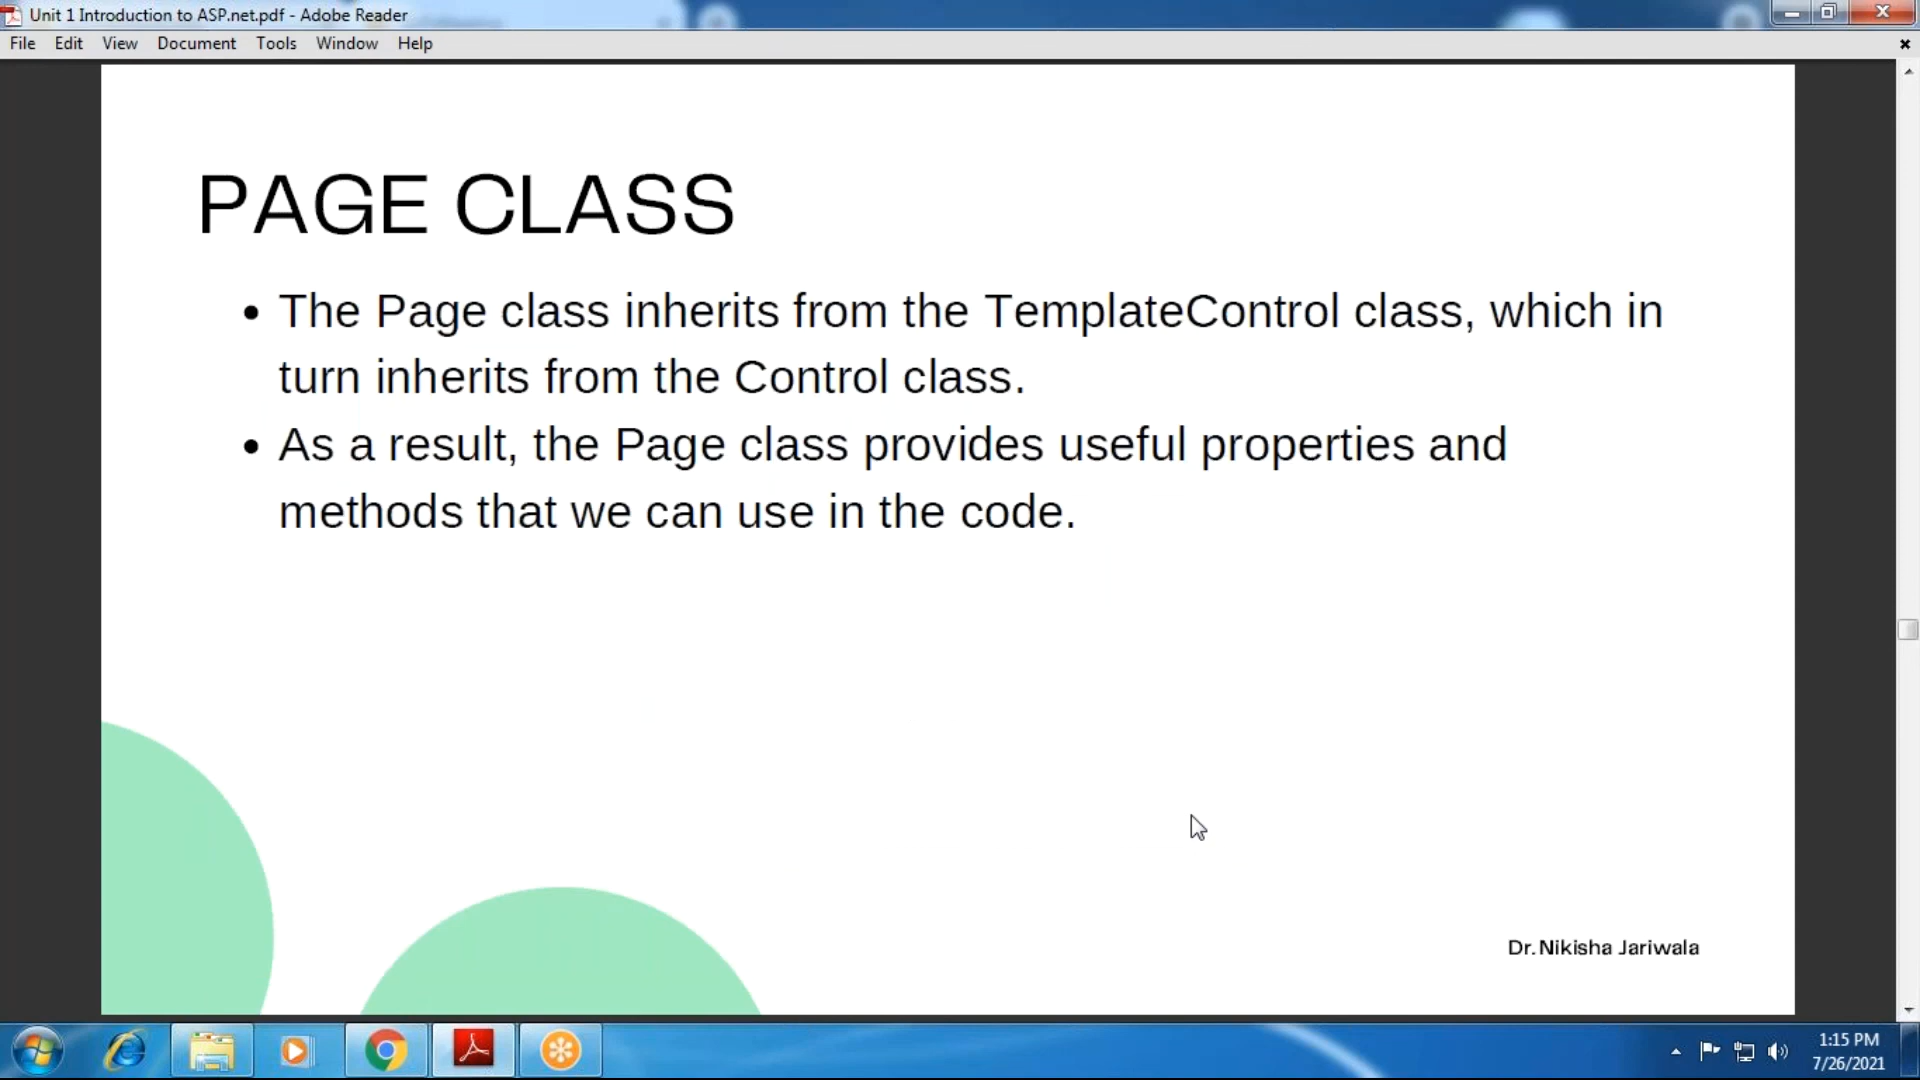 Unit 1 Introduction to ASP.net.pdf - Adobe Reader
File Edit View Document Tools Window Help
PAGE CLASS
• The Page class inherits from the TemplateControl class, which in
turn inherits from the Control class.
• As a result, the Page class provides useful properties and
methods that we can use in the code.
Dr. Nikisha Jariwala
1:15 PM
7/26/2021